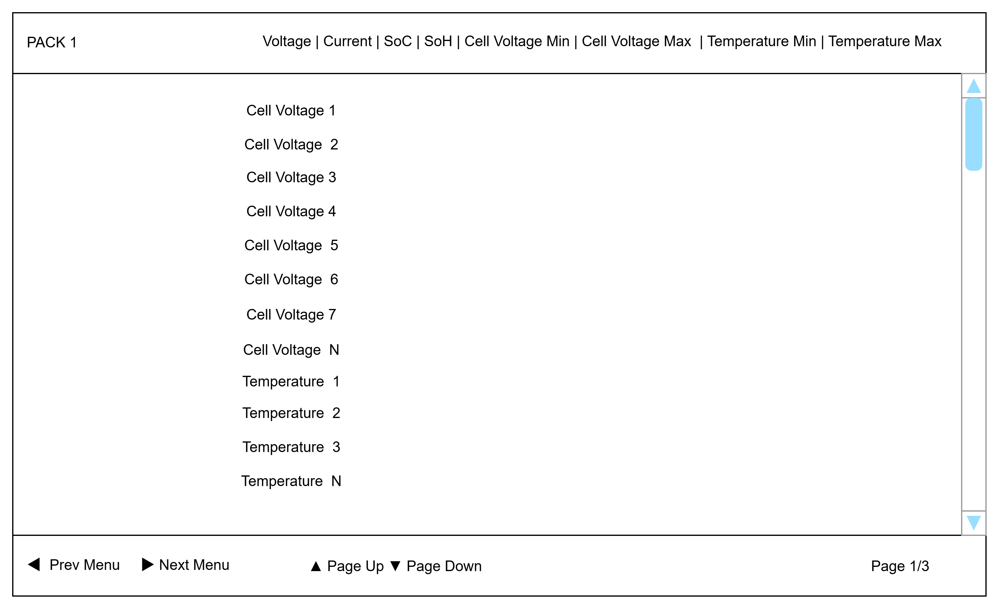 PACK 1
Voltage | Current | SoC | SoH | Cell Voltage Min | Cell Voltage Max | Temperature Min | Temperature Max
Cell Voltage 1
Cell Voltage 2
Cell Voltage 3
Cell Voltage 4
Cell Voltage 5
Cell Voltage 6
Cell Voltage 7
Cell Voltage N
Temperature 1
Temperature 2
Temperature 3
Temperature N
Prev Menu
Next Menu
Page Up
Page Down
Page 1/3